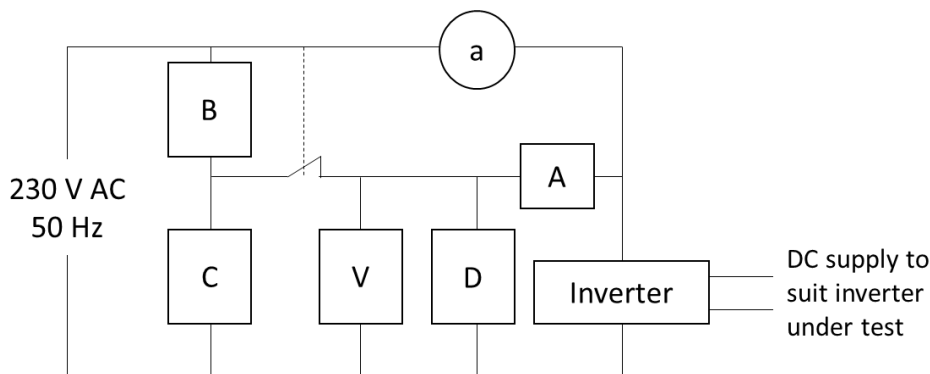 a
B
A
230 V AC
50 Hz
C
V
D
Inverter
DC supply to
suit inverter
under test